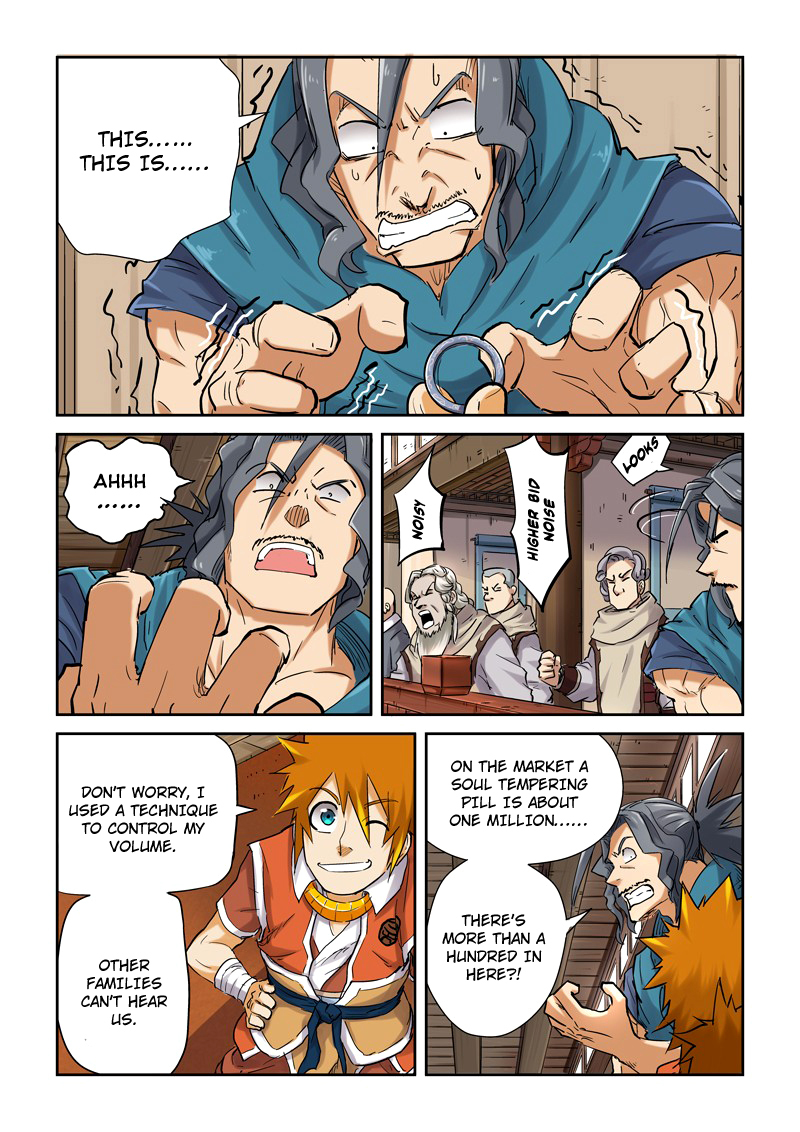 THIS......
THIS IS......
AHHH
......
NOISY
HIGHER BID
NOISE
LOOKS
DON'T WORRY, I
USED A TECHNIQUE
TO CONTROL MY
VOLUME.
OTHER
FAMILIES
CAN'T HEAR
US.
ON THE MARKET A
SOUL TEMPERING
PILL IS ABOUT
ONE MILLION......
THERE'S
MORE THAN A
HUNDRED IN
HERE?!